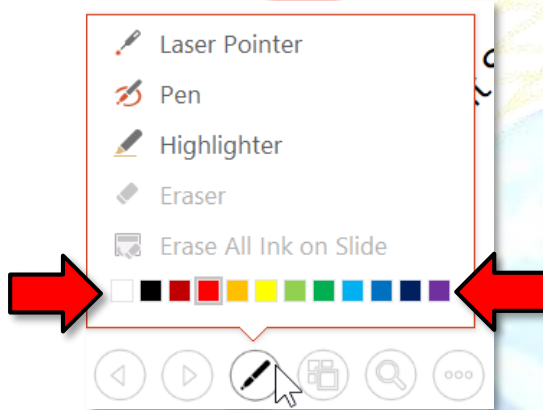 Laser Pointer
Pen
Highlighter
Eraser
Erase All Ink on Slide